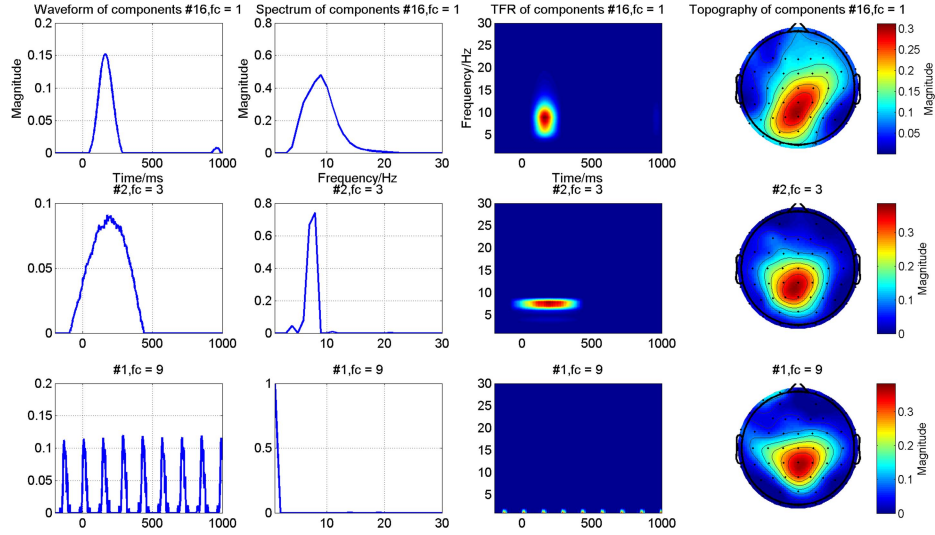 Waveform of components #16,fc = 1
Spectrum of components #16,fc = 1
TFR of components #16,fc = 1
Topography of components #16,fc = 1
Magnitude
0.2
0.15
0.1
0.05
0
0 500 1000
Time/ms
Magnitude
0.8
0.6
0.4
0.2
0
0 10 20 30
Frequency/Hz
Frequency/Hz
30
25
20
15
10
5
0 500 1000
Time/ms
0.3
0.25
0.2
0.15
0.1
0.05
Magnitude
#2,fc = 3
0.1
0.05
0
0 500 1000
#2,fc = 3
0.8
0.6
0.4
0.2
0
0 10 20 30
#2,fc = 3
30
25
20
15
10
5
0 500 1000
#2,fc = 3
0.3
0.2
0.1
0
Magnitude
#1,fc = 9
0.2
0.15
0.1
0.05
0
0 500 1000
#1,fc = 9
1
0.5
0
0 10 20 30
#1,fc = 9
30
25
20
15
10
5
0 500 1000
#1,fc = 9
0.3
0.2
0.1
0
Magnitude